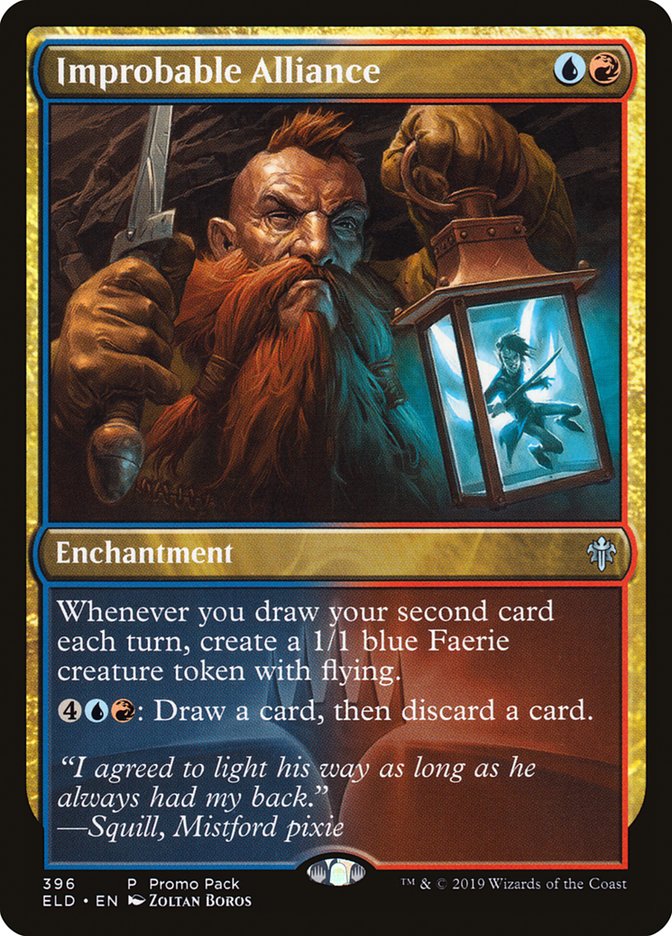 Improbable Alliance
Enchantment
Whenever you draw your second card
each turn, create a 1/1 blue Faerie
creature token with flying.
4: Draw a card, then discard a card.
“I agreed to light his way as long as he
always had my back.”
—Squill, Mistford pixie
396 P Promo Pack
ELD • EN Zoltan Boros
™ & © 2019 Wizards of the Coast